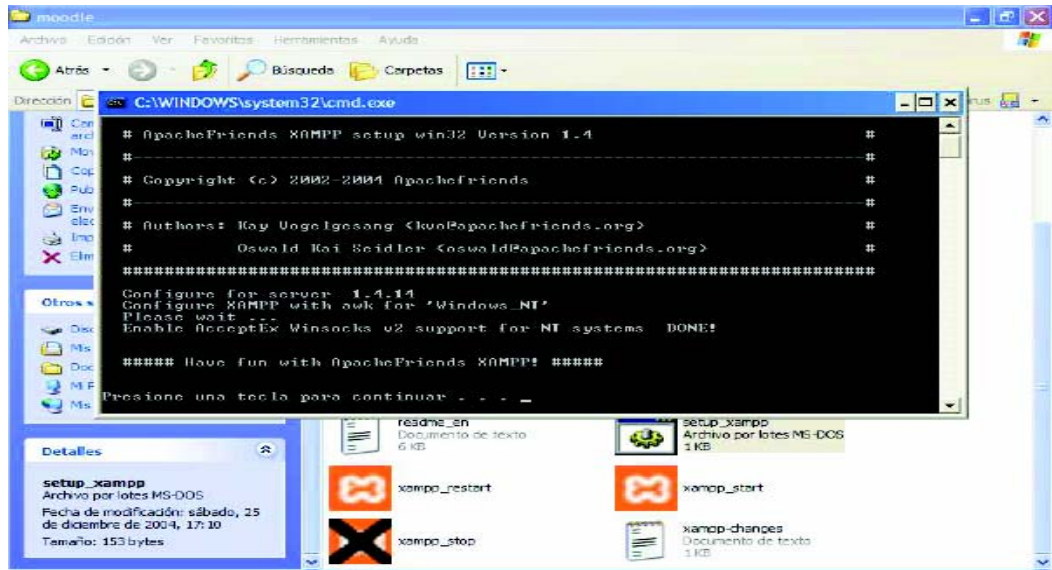 moodle
Archivo Edición Ver Favoritos Herramientas Ayuda
Atrás Búsqueda Carpetas
Dirección
C:\WINDOWS\system32\cmd.exe
# ApacheFriends XAMPP setup win32 Version 1.4 #
#----------------------------------------------------------------------#
# Copyright (c) 2002-2004 Apachefriends #
#----------------------------------------------------------------------#
# Authors: Kay Vogelgesang <kvo@apachefriends.org> #
# Oswald Kai Seidler <oswald@apachefriends.org> #
########################################################################
Configure for server 1.4.14
Configure XAMPP with awk for 'Windows_NT'
Please wait ...
Enable AcceptEx Winsocks v2 support for NT systems DONE!
##### Have fun with ApacheFriends XAMPP! #####
Presione una tecla para continuar . . . _
Otros
Mis
Doc
Mis
readme_en
Documento de texto
6 KB
setup_xampp
Archivo por lotes MS-DOS
1 KB
Detalles
setup_xampp
Archivo por lotes MS-DOS
Fecha de modificación: sábado, 25
de diciembre de 2004, 17:10
Tamaño: 153 bytes
xampp_restart
xampp_start
xampp_stop
xampp-changes
Documento de texto
1 KB